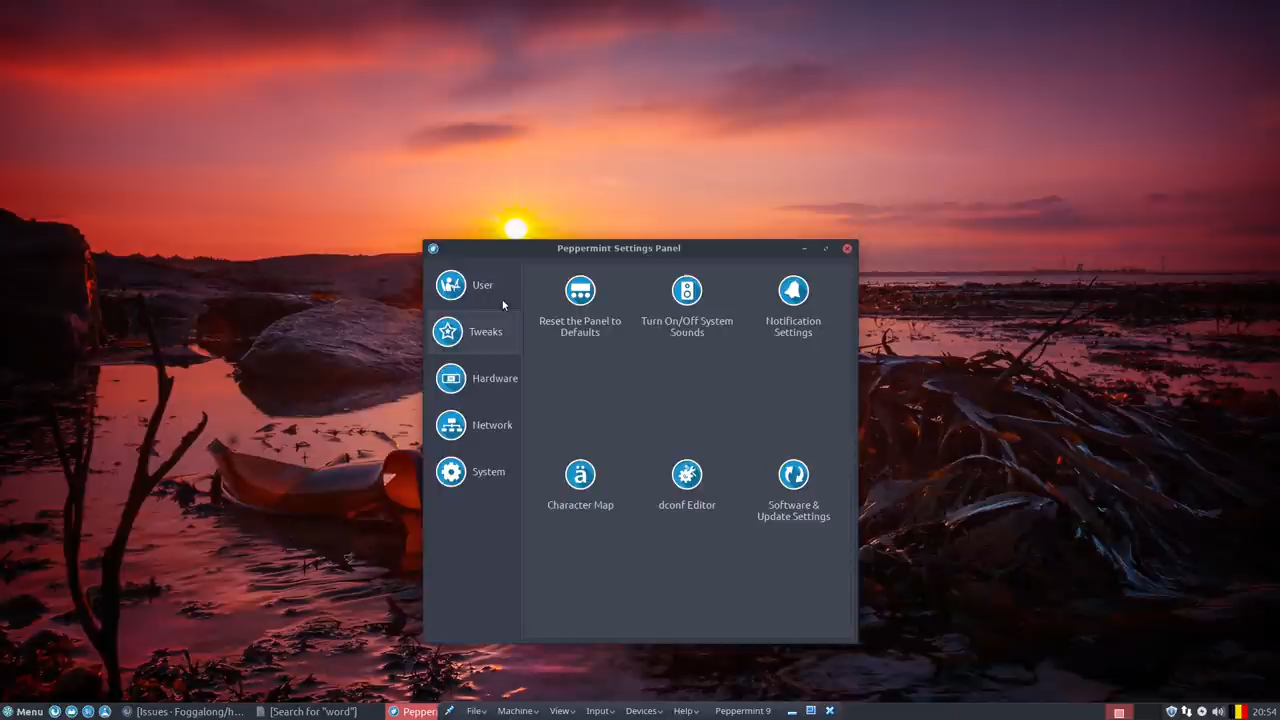 Peppermint Settings Panel
User
Tweaks
Hardware
Network
System
Reset the Panel to
Defaults
Turn On/Off System
Sounds
Notification
Settings
ä
Character Map
dconf Editor
Software &
Update Settings
Menu
[Issues · Foggalong/h...
[Search for "word"]
Pepper
File
Machine
View
Input
Devices
Help
Peppermint 9
20:54